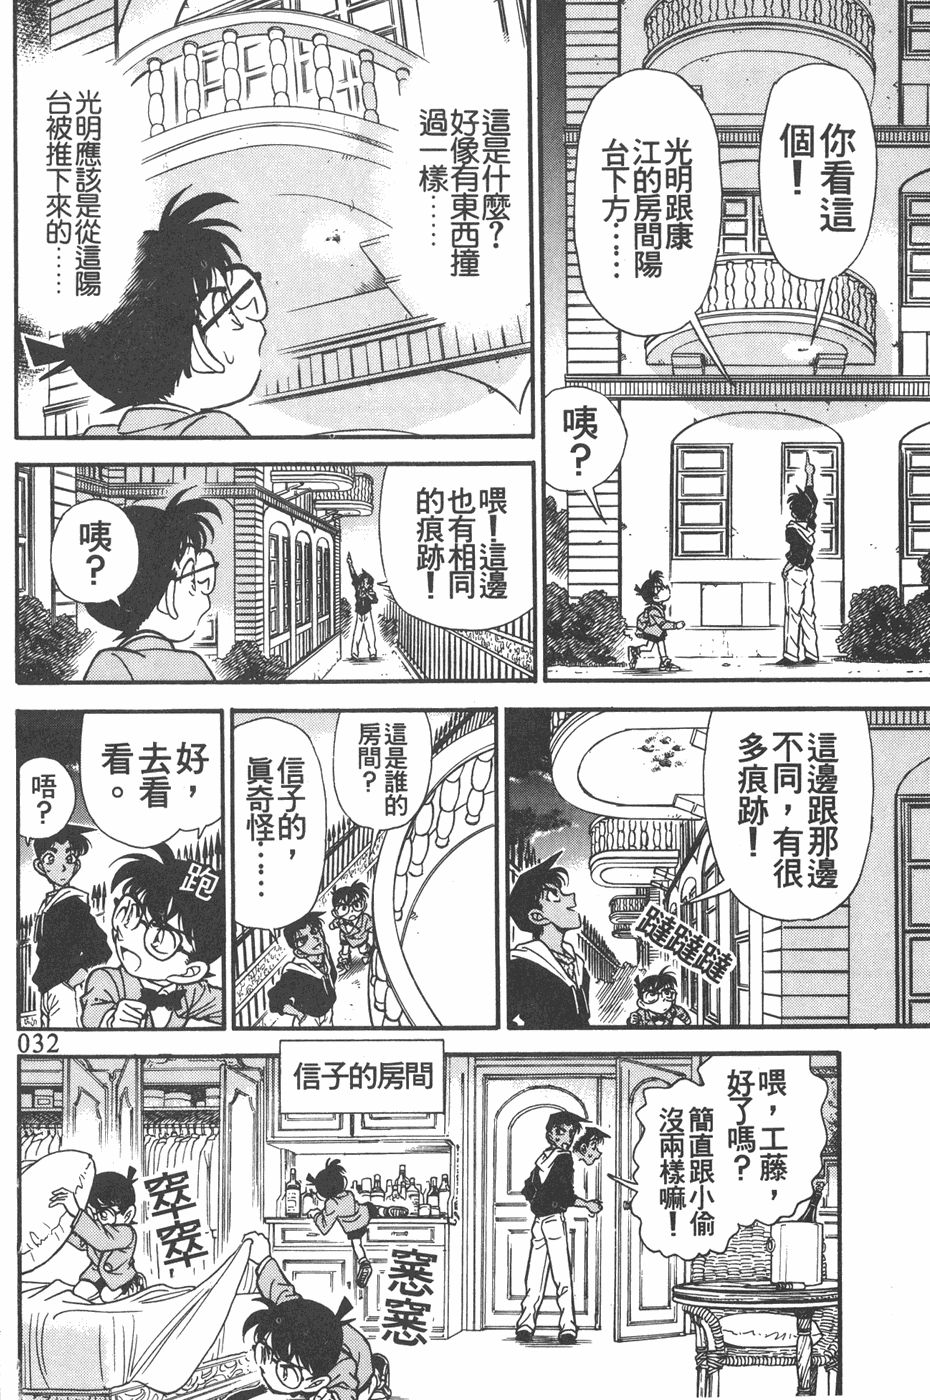 你看這
個！
光明跟康
江的房間陽
台下方……
咦？
這是什麼？
好像有東西撞
過一樣……
光明應該是從這陽
台被推下來的……
喂！這邊
也有相同
的痕跡！
咦？
這邊跟那邊
不同，有很
多痕跡！
躂躂躂
這是誰的
房間？
信子的，
眞奇怪……
好，
去看
看。
跑
唔？
032
信子的房間
喂，工藤，
好了嗎？
簡直跟小偷
沒兩樣嘛！
窣窣
窸窸